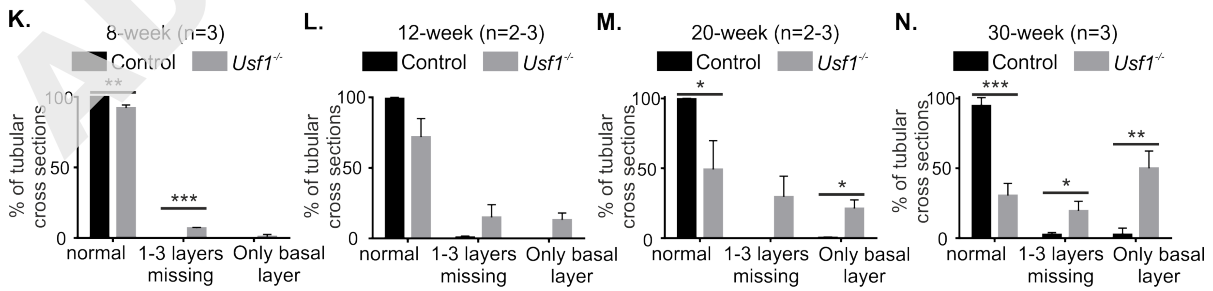 K.
8-week (n=3)
Control Usf1-/-
**
***
% of tubular
cross sections
100
50
0
normal 1-3 layers Only basal
missing layer
L.
12-week (n=2-3)
Control Usf1-/-
% of tubular
cross sections
100
50
0
normal 1-3 layers Only basal
missing layer
M.
20-week (n=2-3)
Control Usf1-/-
*
*
% of tubular
cross sections
100
50
0
normal 1-3 layers Only basal
missing layer
N.
30-week (n=3)
Control Usf1-/-
***
*
**
% of tubular
cross sections
100
50
0
normal 1-3 layers Only basal
missing layer